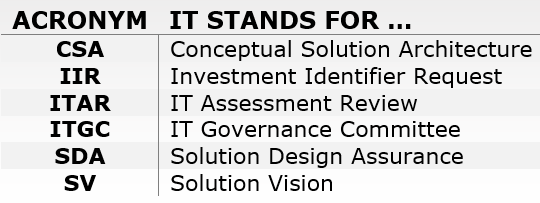 ACRONYM IT STANDS FOR ...
CSA Conceptual Solution Architecture
IIR Investment Identifier Request
ITAR IT Assessment Review
ITGC IT Governance Committee
SDA Solution Design Assurance
SV Solution Vision